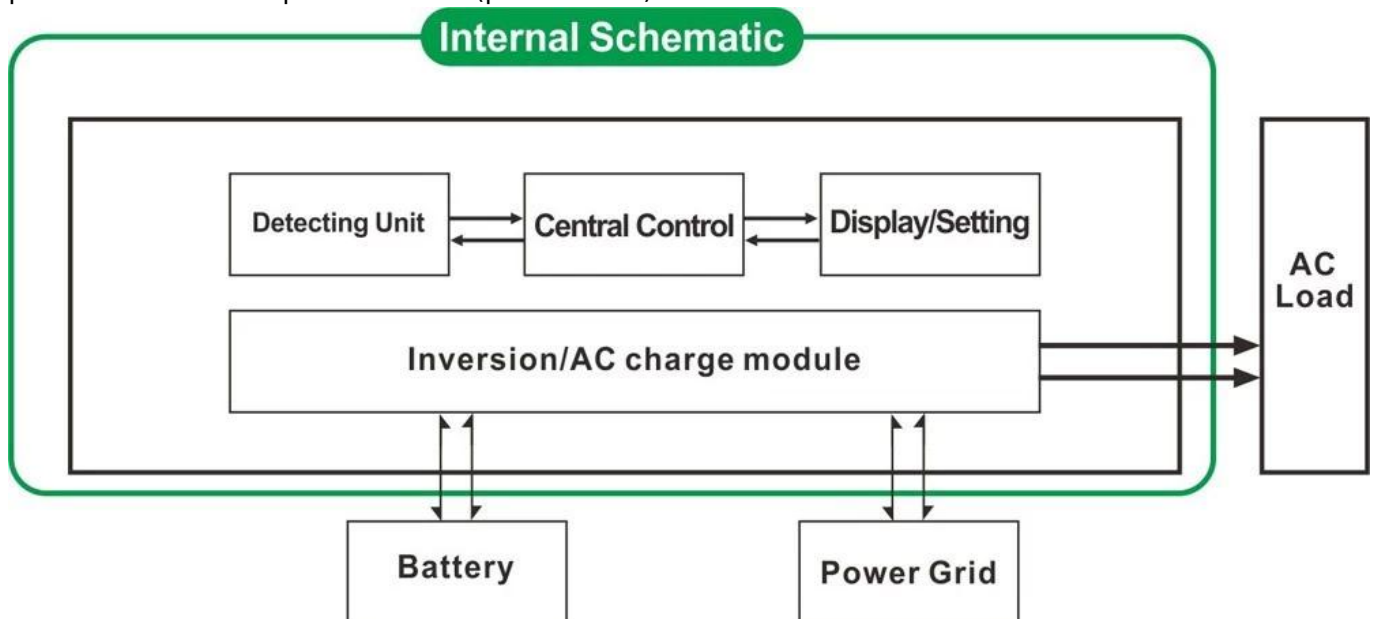 Internal Schematic
Detecting Unit
Central Control
Display/Setting
AC
Load
Inversion/AC charge module
Battery
Power Grid